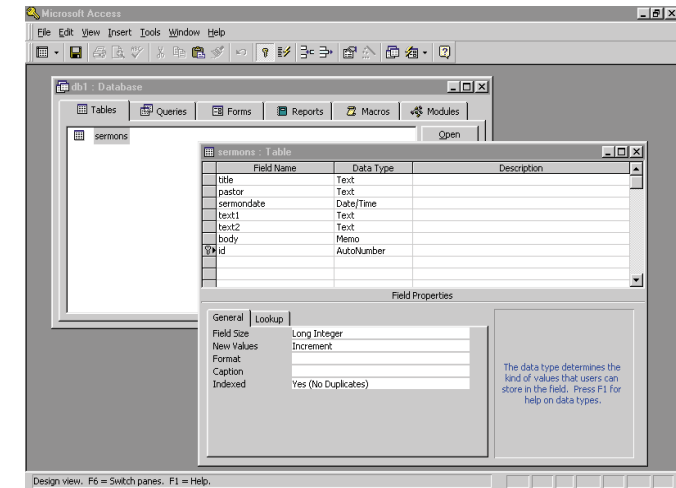 Microsoft Access
File Edit View Insert Tools Window Help
db1 : Database
Tables Queries Forms Reports Macros Modules
sermons Open
sermons : Table
Field Name Data Type Description
title Text
pastor Text
sermondate Date/Time
text1 Text
text2 Text
body Memo
id AutoNumber
Field Properties
General Lookup
Field Size Long Integer
New Values Increment
Format
Caption
Indexed Yes (No Duplicates)
The data type determines the
kind of values that users can
store in the field. Press F1 for
help on data types.
Design view. F6 = Switch panes. F1 = Help.